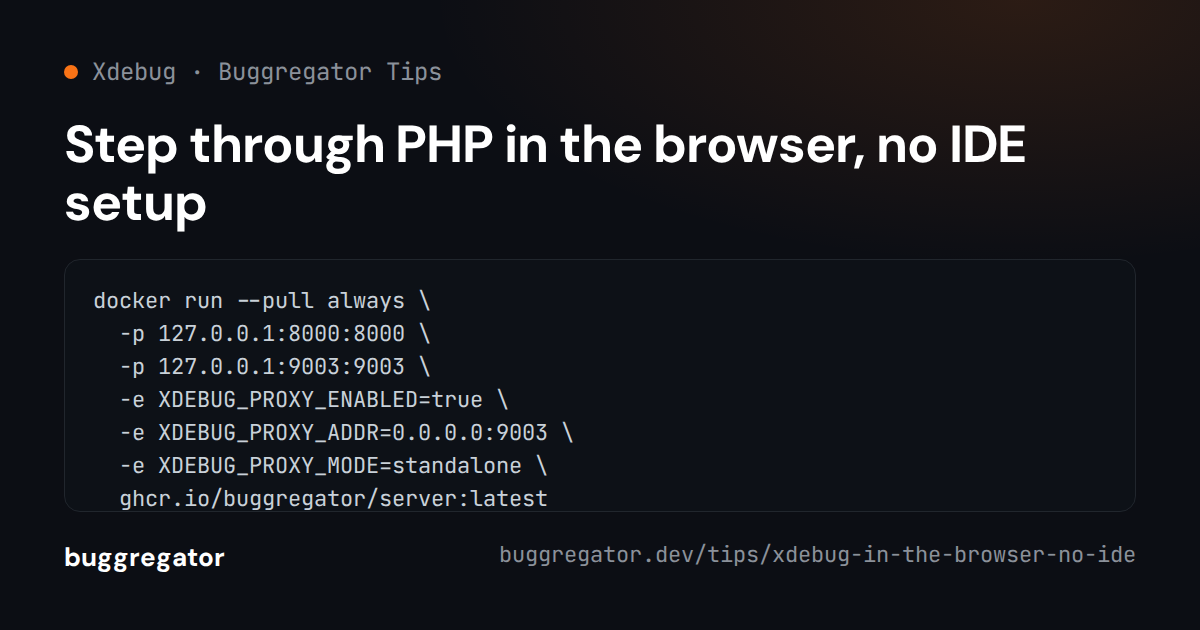 Xdebug · Buggregator Tips
Step through PHP in the browser, no IDE
setup
docker run --pull always \
  -p 127.0.0.1:8000:8000 \
  -p 127.0.0.1:9003:9003 \
  -e XDEBUG_PROXY_ENABLED=true \
  -e XDEBUG_PROXY_ADDR=0.0.0.0:9003 \
  -e XDEBUG_PROXY_MODE=standalone \
  ghcr.io/buggregator/server:latest
buggregator
buggregator.dev/tips/xdebug-in-the-browser-no-ide